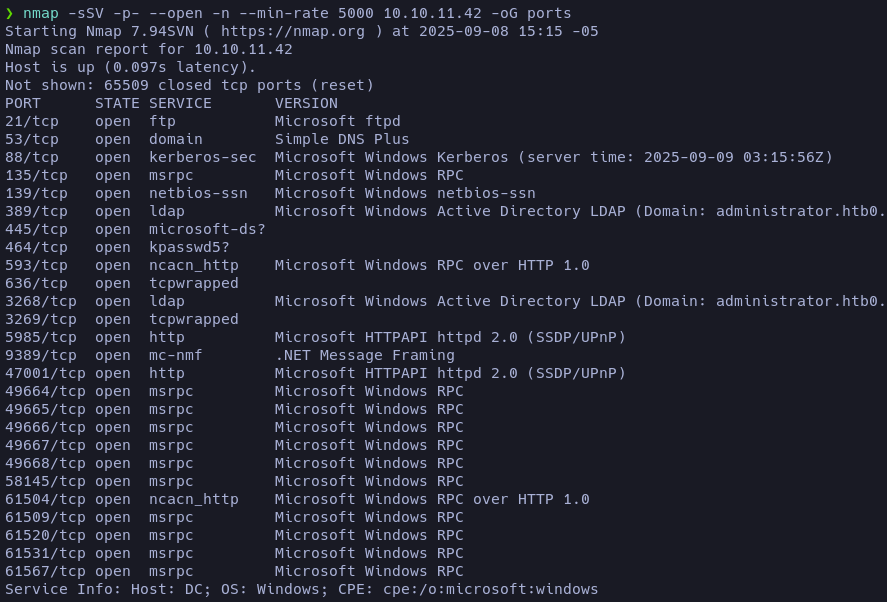 ❯ nmap -sSV -p- --open -n --min-rate 5000 10.10.11.42 -oG ports
Starting Nmap 7.94SVN ( https://nmap.org ) at 2025-09-08 15:15 -05
Nmap scan report for 10.10.11.42
Host is up (0.097s latency).
Not shown: 65509 closed tcp ports (reset)
PORT      STATE SERVICE       VERSION
21/tcp    open  ftp           Microsoft ftpd
53/tcp    open  domain        Simple DNS Plus
88/tcp    open  kerberos-sec  Microsoft Windows Kerberos (server time: 2025-09-09 03:15:56Z)
135/tcp   open  msrpc         Microsoft Windows RPC
139/tcp   open  netbios-ssn   Microsoft Windows netbios-ssn
389/tcp   open  ldap          Microsoft Windows Active Directory LDAP (Domain: administrator.htb0.
445/tcp   open  microsoft-ds?
464/tcp   open  kpasswd5?
593/tcp   open  ncacn_http    Microsoft Windows RPC over HTTP 1.0
636/tcp   open  tcpwrapped
3268/tcp  open  ldap          Microsoft Windows Active Directory LDAP (Domain: administrator.htb0.
3269/tcp  open  tcpwrapped
5985/tcp  open  http          Microsoft HTTPAPI httpd 2.0 (SSDP/UPnP)
9389/tcp  open  mc-nmf        .NET Message Framing
47001/tcp open  http          Microsoft HTTPAPI httpd 2.0 (SSDP/UPnP)
49664/tcp open  msrpc         Microsoft Windows RPC
49665/tcp open  msrpc         Microsoft Windows RPC
49666/tcp open  msrpc         Microsoft Windows RPC
49667/tcp open  msrpc         Microsoft Windows RPC
49668/tcp open  msrpc         Microsoft Windows RPC
58145/tcp open  msrpc         Microsoft Windows RPC
61504/tcp open  ncacn_http    Microsoft Windows RPC over HTTP 1.0
61509/tcp open  msrpc         Microsoft Windows RPC
61520/tcp open  msrpc         Microsoft Windows RPC
61531/tcp open  msrpc         Microsoft Windows RPC
61567/tcp open  msrpc         Microsoft Windows RPC
Service Info: Host: DC; OS: Windows; CPE: cpe:/o:microsoft:windows